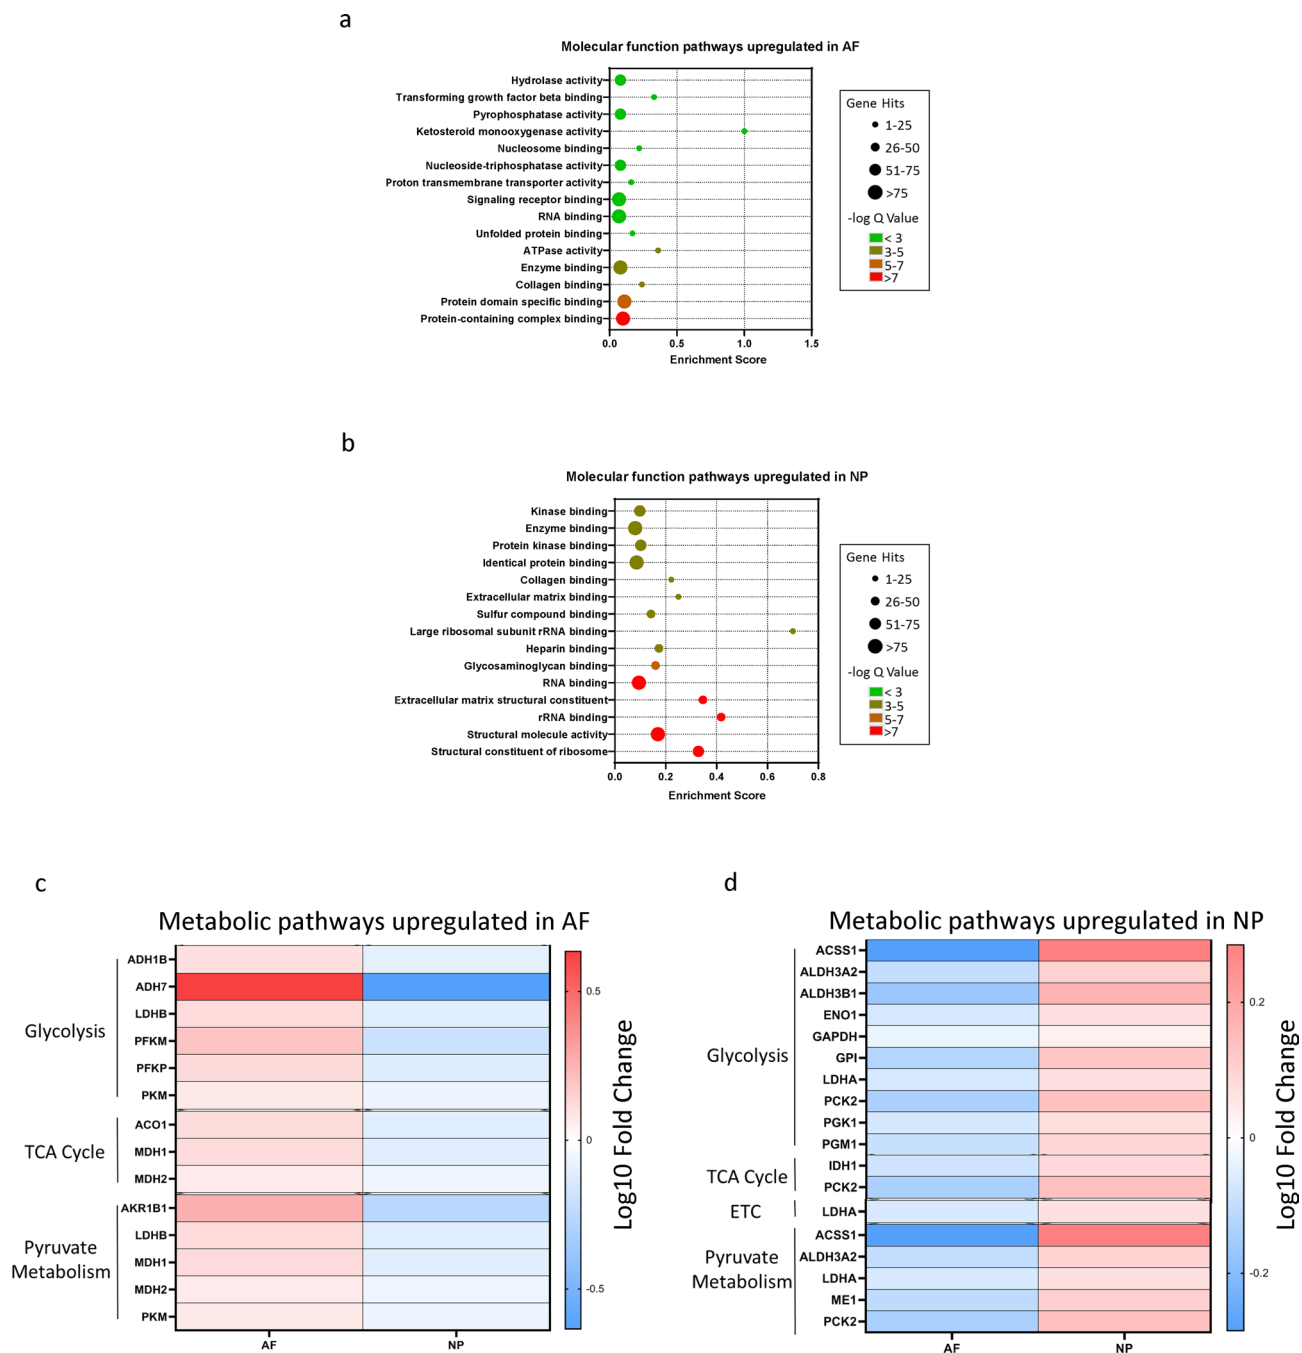 a
Molecular function pathways upregulated in AF
Hydrolase activity
Transforming growth factor beta binding
Pyrophosphatase activity
Ketosteroid monooxygenase activity
Nucleosome binding
Nucleoside-triphosphatase activity
Proton transmembrane transporter activity
Signaling receptor binding
RNA binding
Unfolded protein binding
ATPase activity
Enzyme binding
Collagen binding
Protein domain specific binding
Protein-containing complex binding
0.0 0.5 1.0 1.5
Enrichment Score
Gene Hits
1-25
26-50
51-75
>75
-log Q Value
< 3
3-5
5-7
>7
b
Molecular function pathways upregulated in NP
Kinase binding
Enzyme binding
Protein kinase binding
Identical protein binding
Collagen binding
Extracellular matrix binding
Sulfur compound binding
Large ribosomal subunit rRNA binding
Heparin binding
Glycosaminoglycan binding
RNA binding
Extracellular matrix structural constituent
rRNA binding
Structural molecule activity
Structural constituent of ribosome
0.0 0.2 0.4 0.6 0.8
Enrichment Score
Gene Hits
1-25
26-50
51-75
>75
-log Q Value
< 3
3-5
5-7
>7
c
Metabolic pathways upregulated in AF
Glycolysis
ADH1B
ADH7
LDHB
PFKM
PFKP
PKM
TCA Cycle
ACO1
MDH1
MDH2
Pyruvate
Metabolism
AKR1B1
LDHB
MDH1
MDH2
PKM
AF NP
0.5
0
-0.5
Log10 Fold Change
d
Metabolic pathways upregulated in NP
Glycolysis
ACSS1
ALDH3A2
ALDH3B1
ENO1
GAPDH
GPI
LDHA
PCK2
PGK1
PGM1
TCA Cycle
IDH1
PCK2
ETC
LDHA
Pyruvate
Metabolism
ACSS1
ALDH3A2
LDHA
ME1
PCK2
AF NP
0.2
0
-0.2
Log10 Fold Change